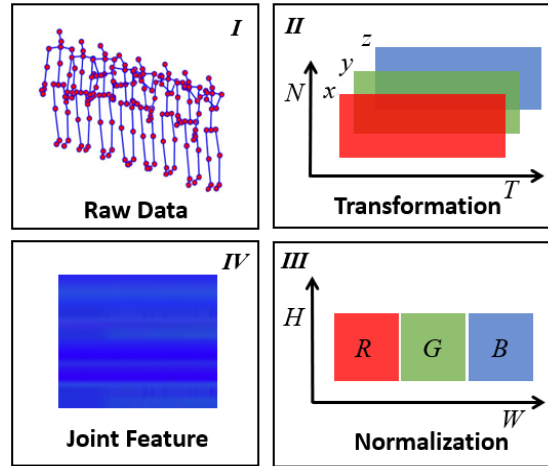 I
Raw Data
II
z
y
N
x
T
Transformation
IV
Joint Feature
III
H
R G B
W
Normalization